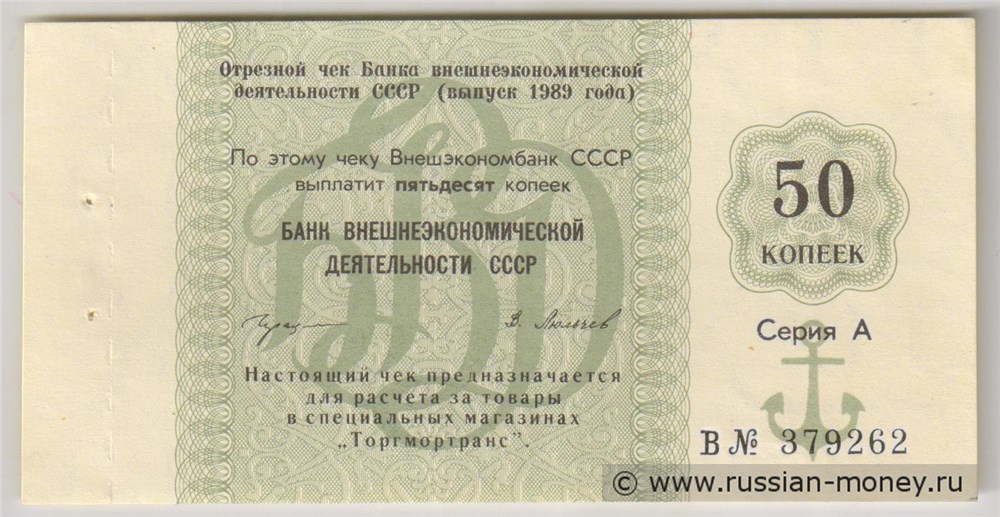 Отрезной чек Банка внешнеэкономической
деятельности СССР (выпуск 1989 года)
По этому чеку Внешэкономбанк СССР
выплатит пятьдесят копеек
БАНК ВНЕШНЕЭКОНОМИЧЕСКОЙ
ДЕЯТЕЛЬНОСТИ СССР
В. Люльчев
Настоящий чек предназначается
для расчета за товары
в специальных магазинах
„Торгмортранс".
50
КОПЕЕК
Серия А
В № 379262
© www.russian-money.ru